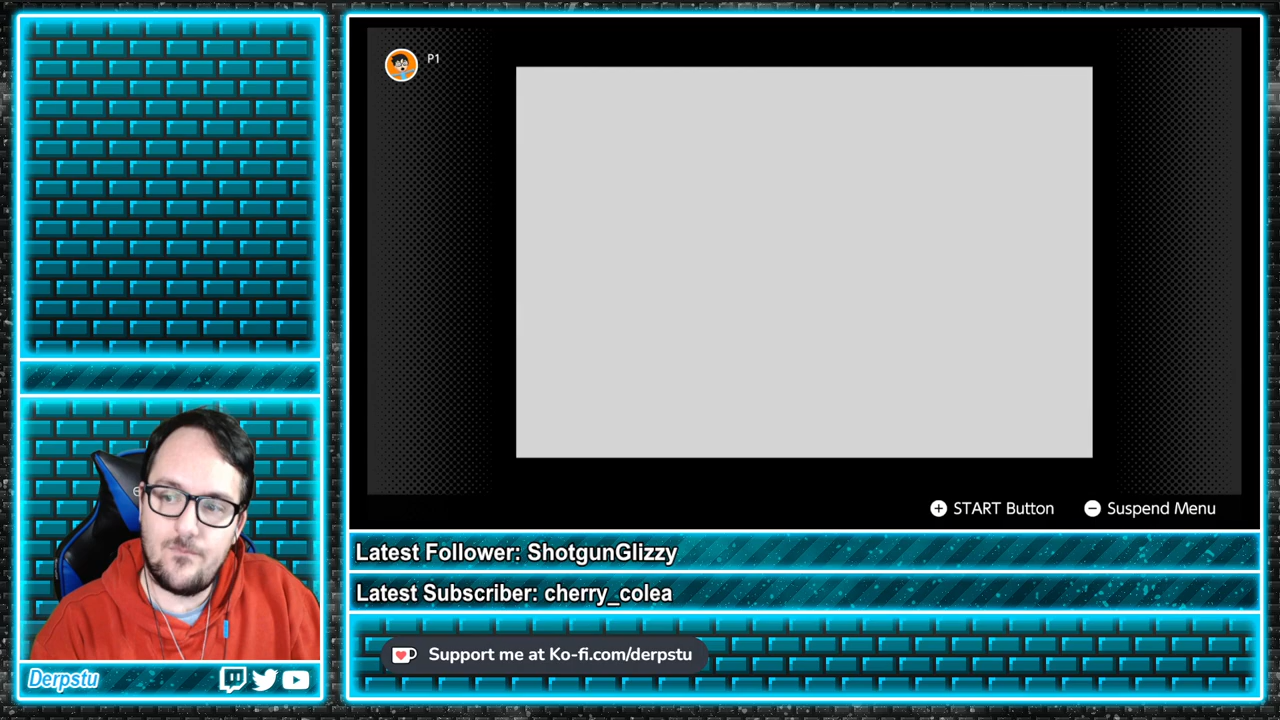 P1
START Button
Suspend Menu
Latest Follower: ShotgunGlizzy
Latest Subscriber: cherry_colea
Support me at Ko-fi.com/derpstu
Derpstu